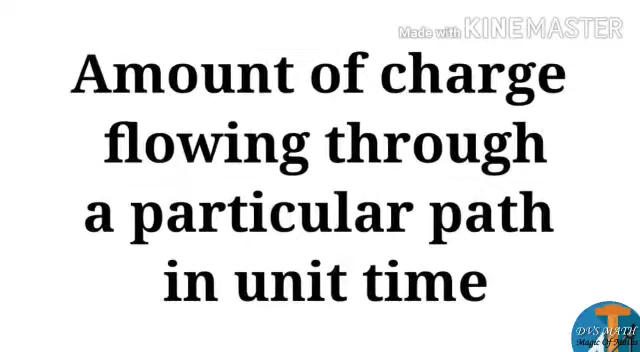 Made with KINEMASTER
Amount of charge
flowing through
a particular path
in unit time
DVS MATH